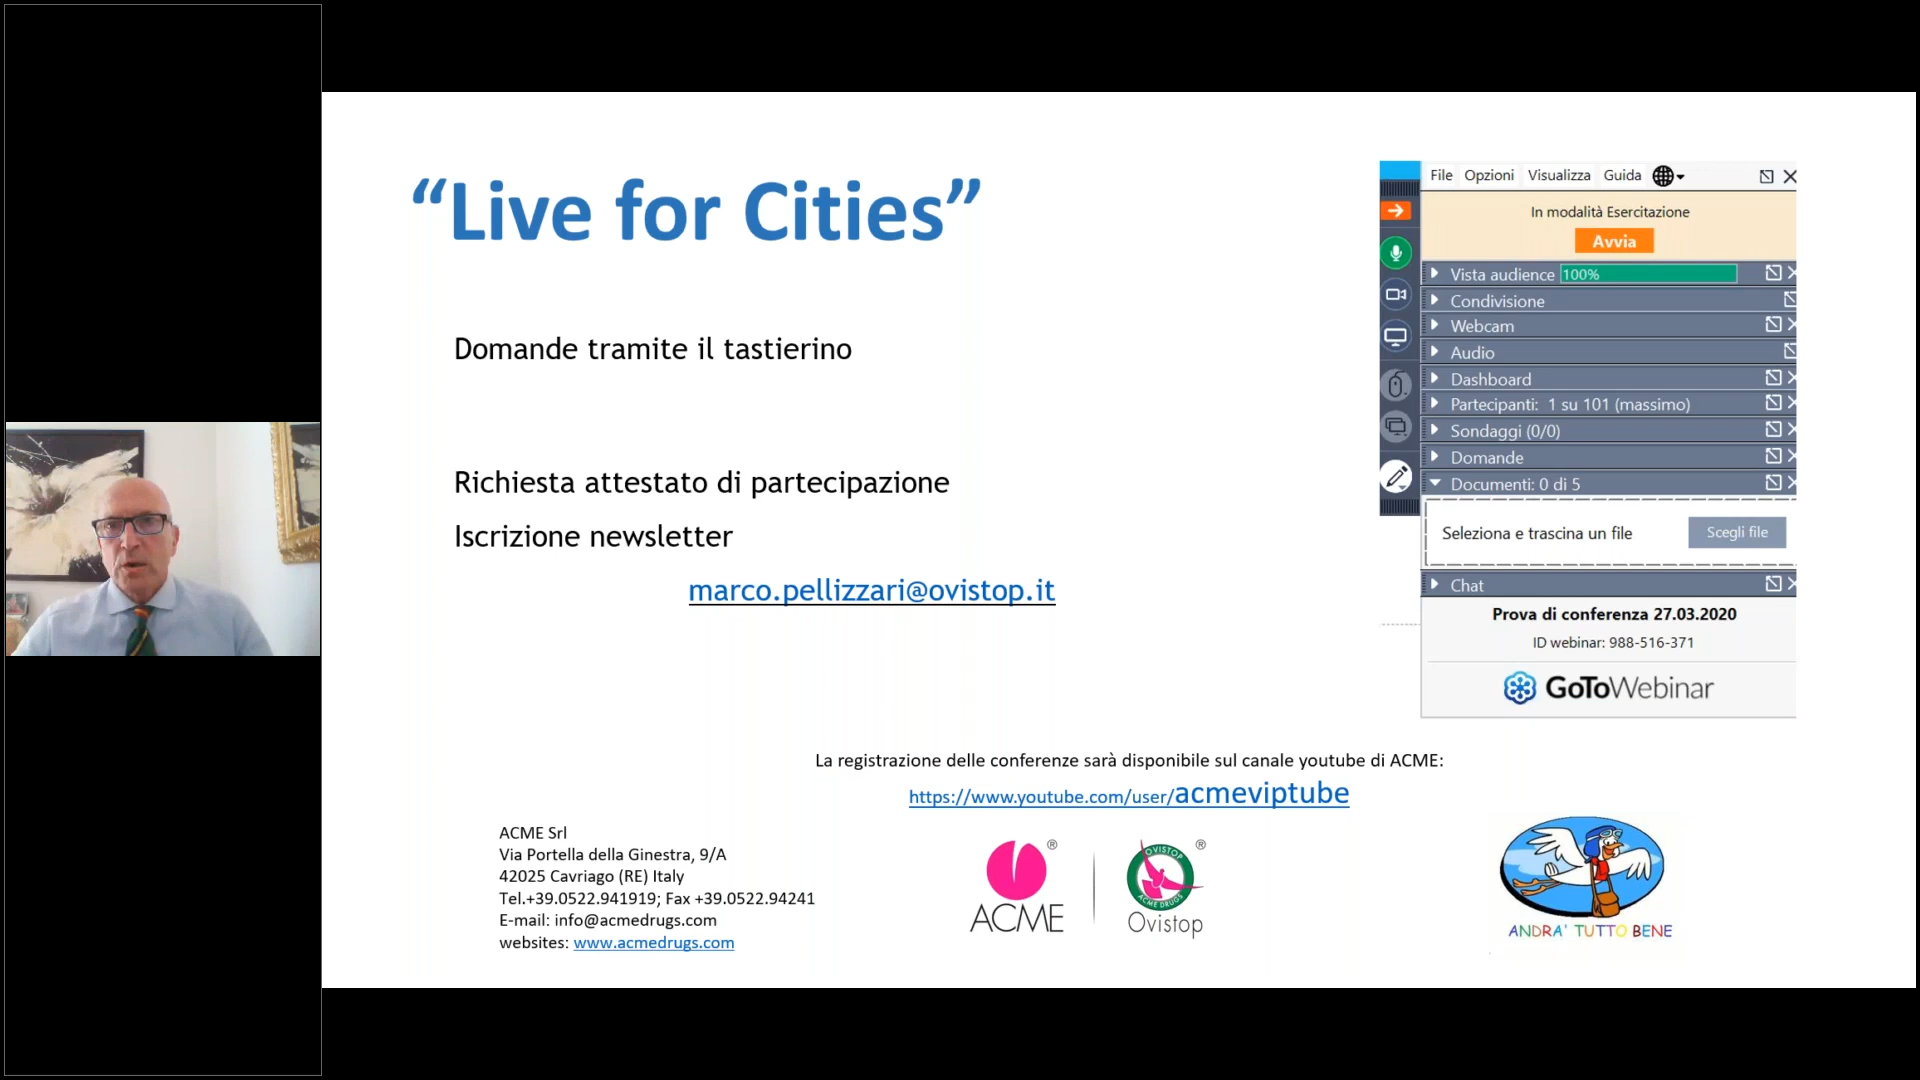 “Live for Cities”
Domande tramite il tastierino
Richiesta attestato di partecipazione
Iscrizione newsletter
marco.pellizzari@ovistop.it
File Opzioni Visualizza Guida
In modalità Esercitazione
Avvia
Vista audience 100%
Condivisione
Webcam
Audio
Dashboard
Partecipanti: 1 su 101 (massimo)
Sondaggi (0/0)
Domande
Documenti: 0 di 5
Seleziona e trascina un file Scegli file
Chat
Prova di conferenza 27.03.2020
ID webinar: 988-516-371
GoToWebinar
La registrazione delle conferenze sarà disponibile sul canale youtube di ACME:
https://www.youtube.com/user/acmeviptube
ACME Srl
Via Portella della Ginestra, 9/A
42025 Cavriago (RE) Italy
Tel.+39.0522.941919; Fax +39.0522.94241
E-mail: info@acmedrugs.com
websites: www.acmedrugs.com
®
ACME
®
OVISTOP
ACME DRUGS
Ovistop
ANDRA' TUTTO BENE